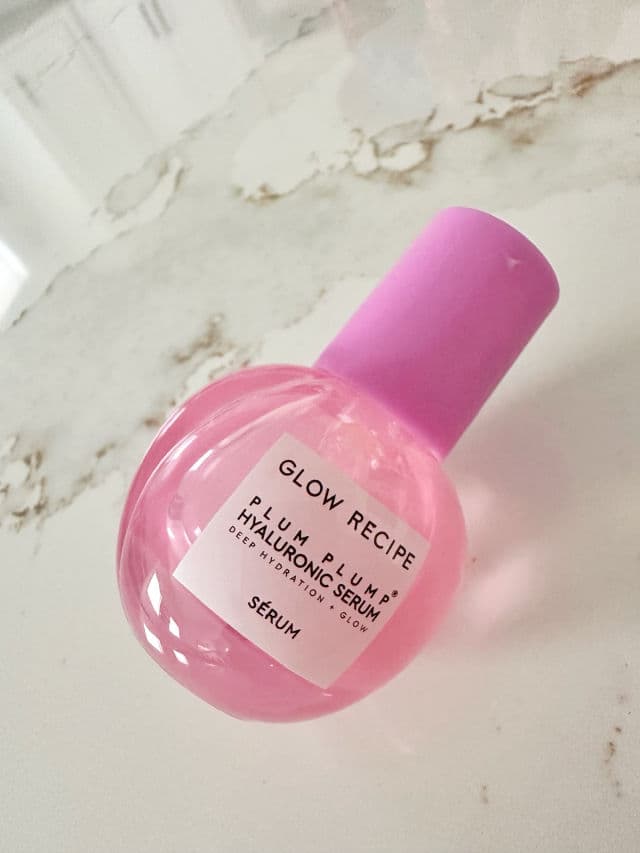 GLOW RECIPE
PLUM PLUMP®
HYALURONIC SERUM
DEEP HYDRATION + GLOW
SÉRUM